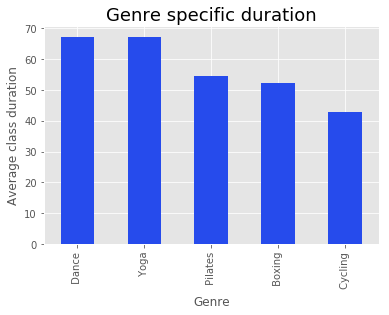 Genre specific duration
Average class duration
70
60
50
40
30
20
10
0
Dance
Yoga
Pilates
Boxing
Cycling
Genre